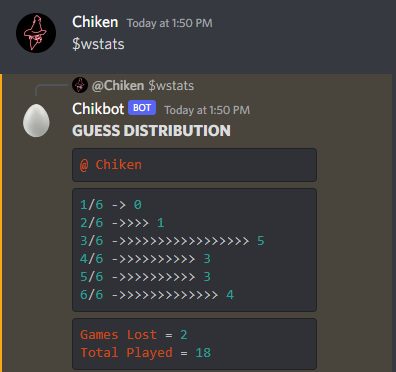 Chiken Today at 1:50 PM
$wstats
@Chiken $wstats
Chikbot BOT Today at 1:50 PM
GUESS DISTRIBUTION
@ Chiken
1/6 -> 0
2/6 ->>>> 1
3/6 ->>>>>>>>>>>>>>>>> 5
4/6 ->>>>>>>>>> 3
5/6 ->>>>>>>>>> 3
6/6 ->>>>>>>>>>>>> 4
Games Lost = 2
Total Played = 18